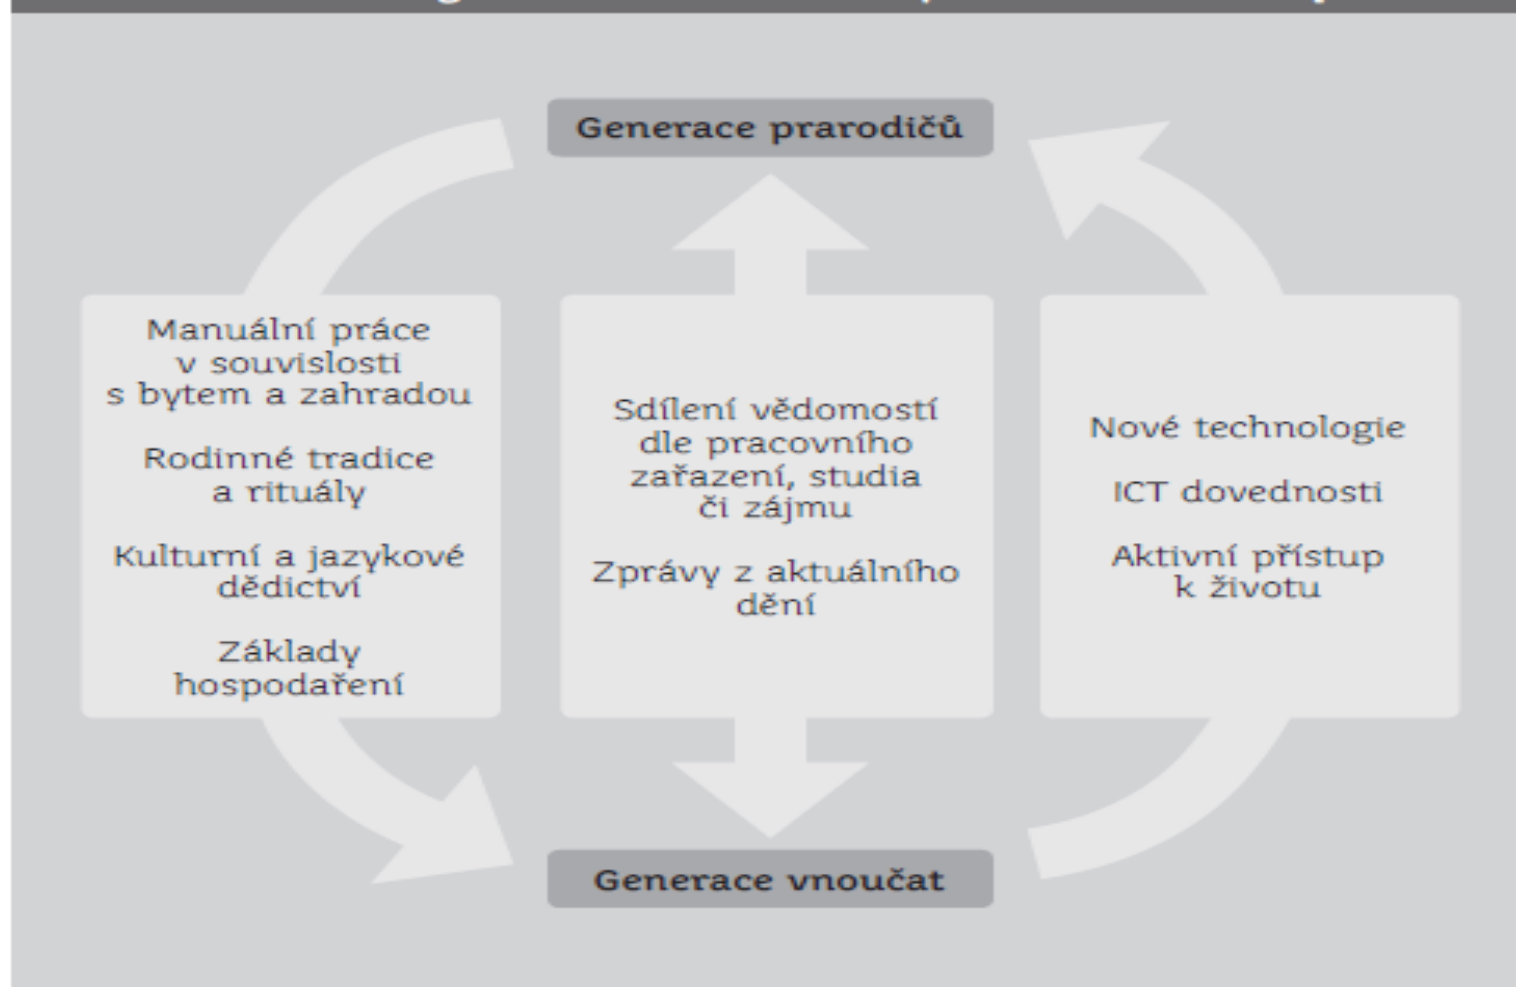 Generace prarodičů
Manuální práce
v souvislosti
s bytem a zahradou
Rodinné tradice
a rituály
Kulturní a jazykové
dědictví
Základy
hospodaření
Sdílení vědomostí
dle pracovního
zařazení, studia
či zájmu
Zprávy z aktuálního
dění
Nové technologie
ICT dovednosti
Aktivní přístup
k životu
Generace vnoučat